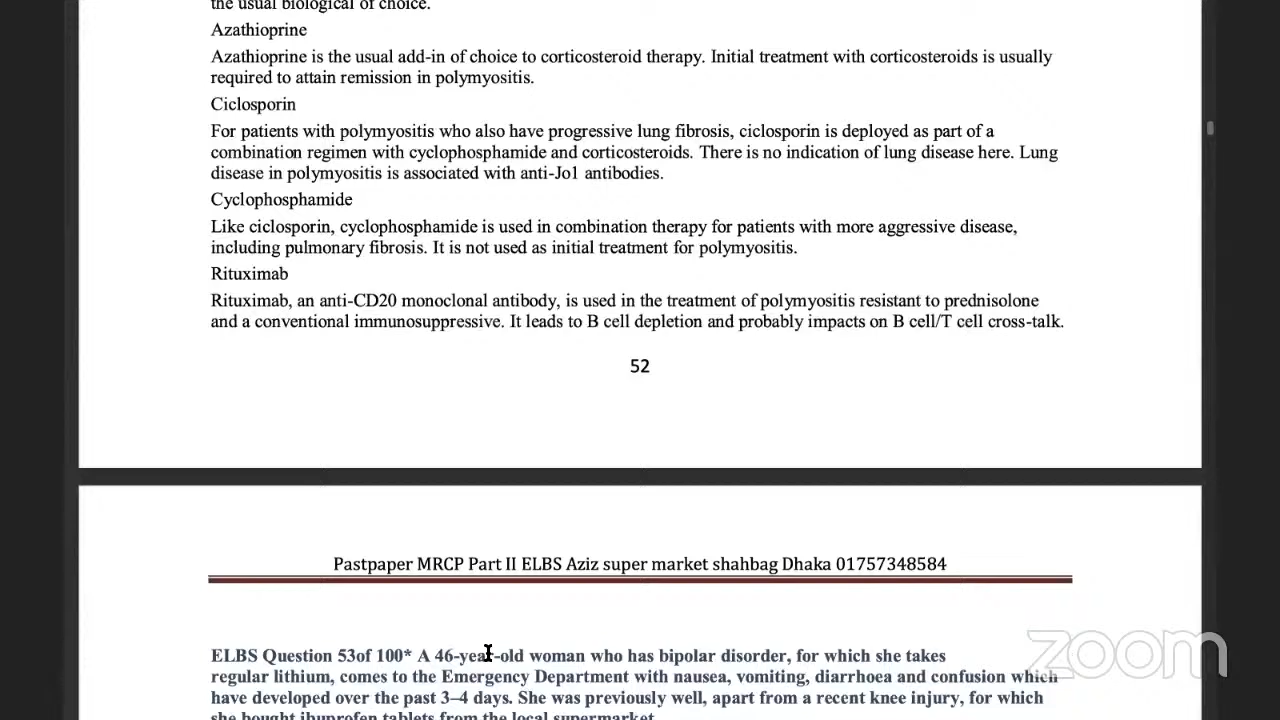 the usual biological of choice.
Azathioprine
Azathioprine is the usual add-in of choice to corticosteroid therapy. Initial treatment with corticosteroids is usually
required to attain remission in polymyositis.
Ciclosporin
For patients with polymyositis who also have progressive lung fibrosis, ciclosporin is deployed as part of a
combination regimen with cyclophosphamide and corticosteroids. There is no indication of lung disease here. Lung
disease in polymyositis is associated with anti-Jo1 antibodies.
Cyclophosphamide
Like ciclosporin, cyclophosphamide is used in combination therapy for patients with more aggressive disease,
including pulmonary fibrosis. It is not used as initial treatment for polymyositis.
Rituximab
Rituximab, an anti-CD20 monoclonal antibody, is used in the treatment of polymyositis resistant to prednisolone
and a conventional immunosuppressive. It leads to B cell depletion and probably impacts on B cell/T cell cross-talk.
52
Pastpaper MRCP Part II ELBS Aziz super market shahbag Dhaka 01757348584
ELBS Question 53of 100* A 46-year-old woman who has bipolar disorder, for which she takes
regular lithium, comes to the Emergency Department with nausea, vomiting, diarrhoea and confusion which
have developed over the past 3–4 days. She was previously well, apart from a recent knee injury, for which
she bought ibuprofen tablets from the local supermarket.
zoom